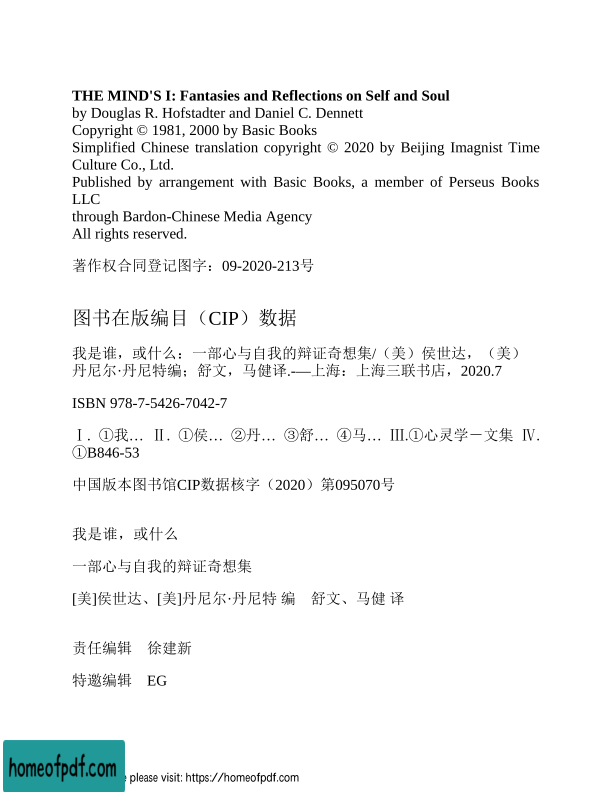 THE MIND'S I: Fantasies and Reflections on Self and Soul
by Douglas R. Hofstadter and Daniel C. Dennett
Copyright © 1981, 2000 by Basic Books
Simplified Chinese translation copyright © 2020 by Beijing Imagnist Time
Culture Co., Ltd.
Published by arrangement with Basic Books, a member of Perseus Books
LLC
through Bardon-Chinese Media Agency
All rights reserved.
著作权合同登记图字：09-2020-213号
图书在版编目（CIP）数据
我是谁，或什么：一部心与自我的辩证奇想集/（美）侯世达，（美）
丹尼尔·丹尼特编；舒文，马健译.-—上海：上海三联书店，2020.7
ISBN 978-7-5426-7042-7
Ⅰ. ①我… Ⅱ. ①侯… ②丹… ③舒… ④马… Ⅲ.①心灵学－文集 Ⅳ.
①B846-53
中国版本图书馆CIP数据核字（2020）第095070号
我是谁，或什么
一部心与自我的辩证奇想集
[美]侯世达、[美]丹尼尔·丹尼特 编　舒文、马健 译
责任编辑　徐建新
特邀编辑　EG
homeofpdf.com
please visit: https://homeofpdf.com